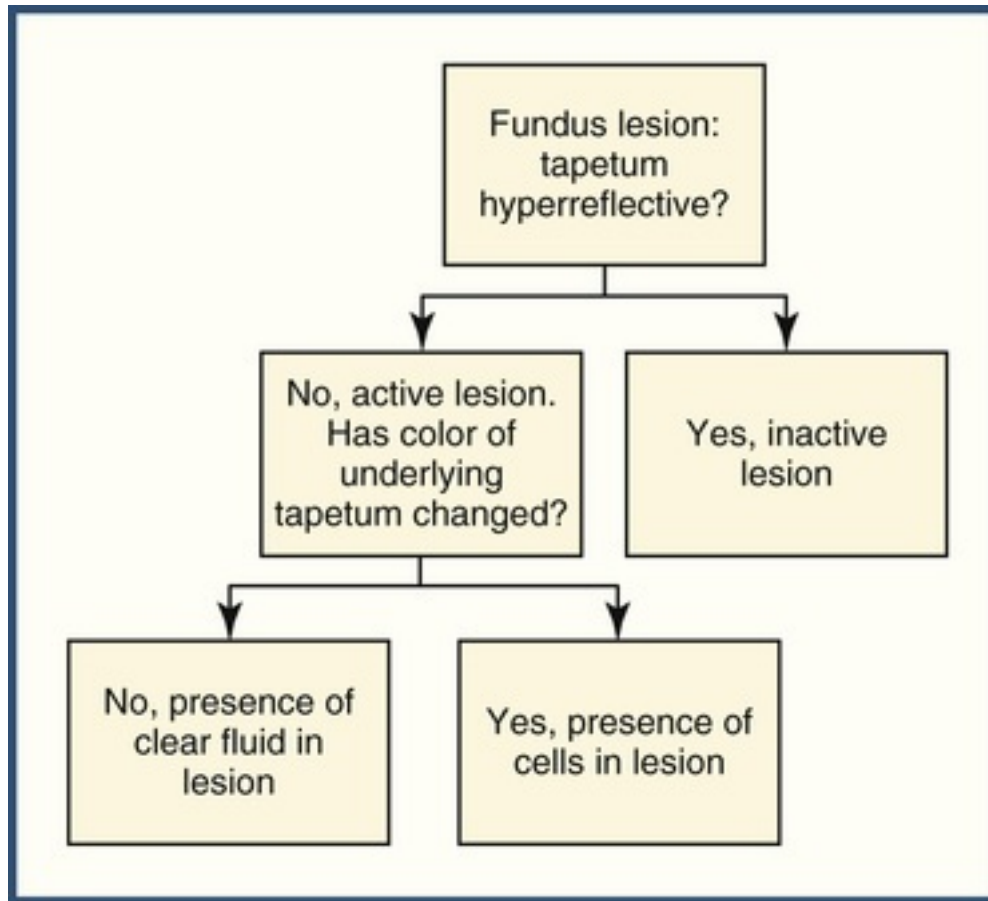 Fundus lesion:
tapetum
hyperreflective?
No, active lesion.
Has color of
underlying
tapetum changed?
Yes, inactive
lesion
No, presence of
clear fluid in
lesion
Yes, presence of
cells in lesion